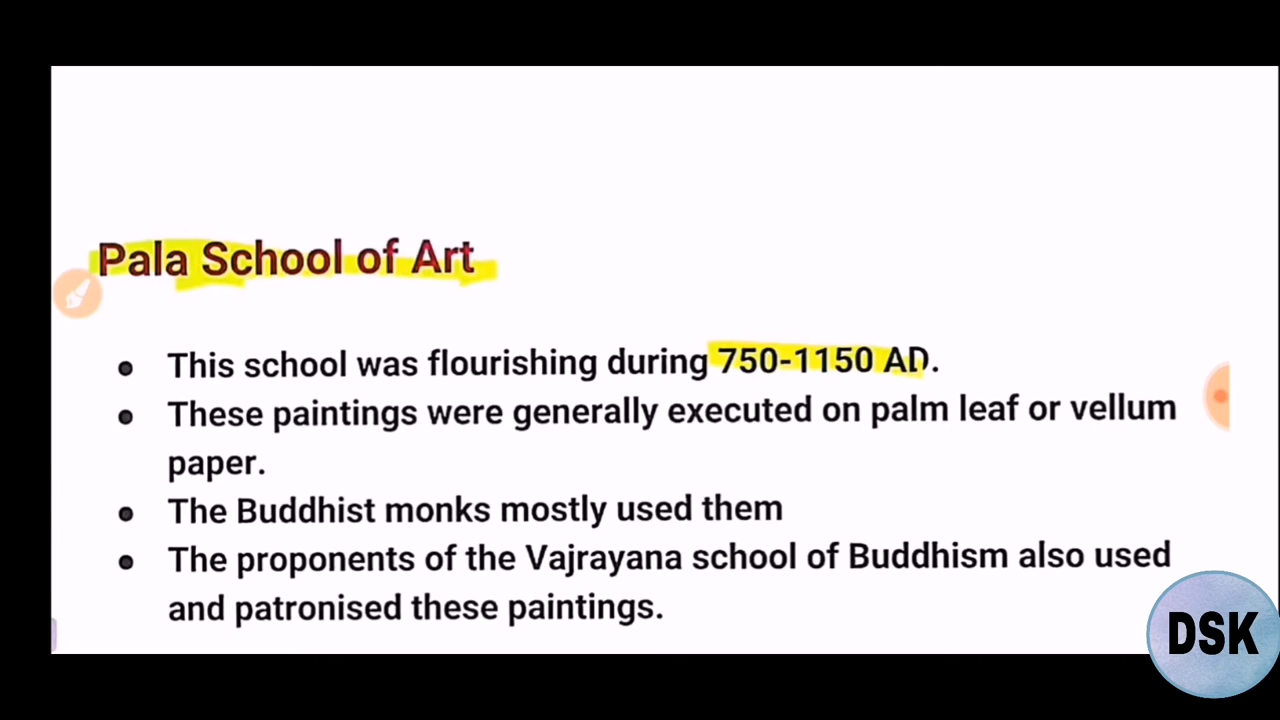 Pala School of Art
• This school was flourishing during 750-1150 AD.
• These paintings were generally executed on palm leaf or vellum
paper.
• The Buddhist monks mostly used them
• The proponents of the Vajrayana school of Buddhism also used
and patronised these paintings.
DSK